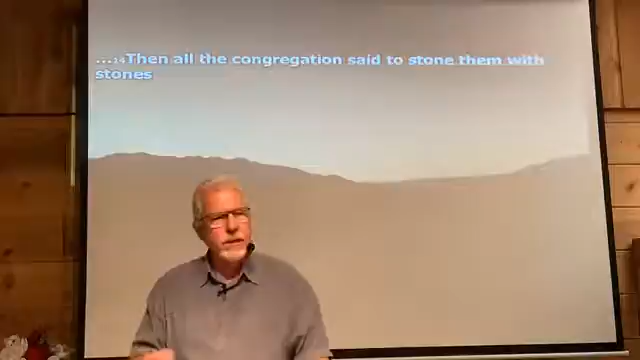 ...14Then all the congregation said to stone them with
stones